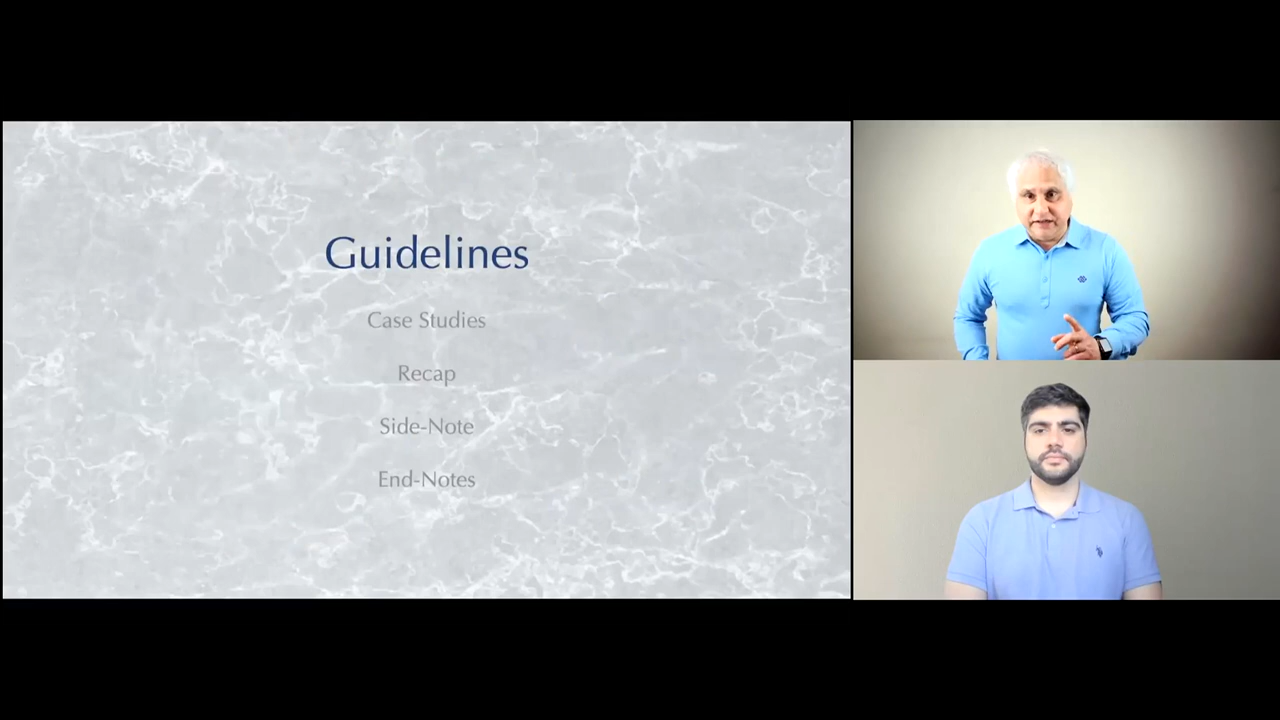 Guidelines
Case Studies
Recap
Side-Note
End-Notes